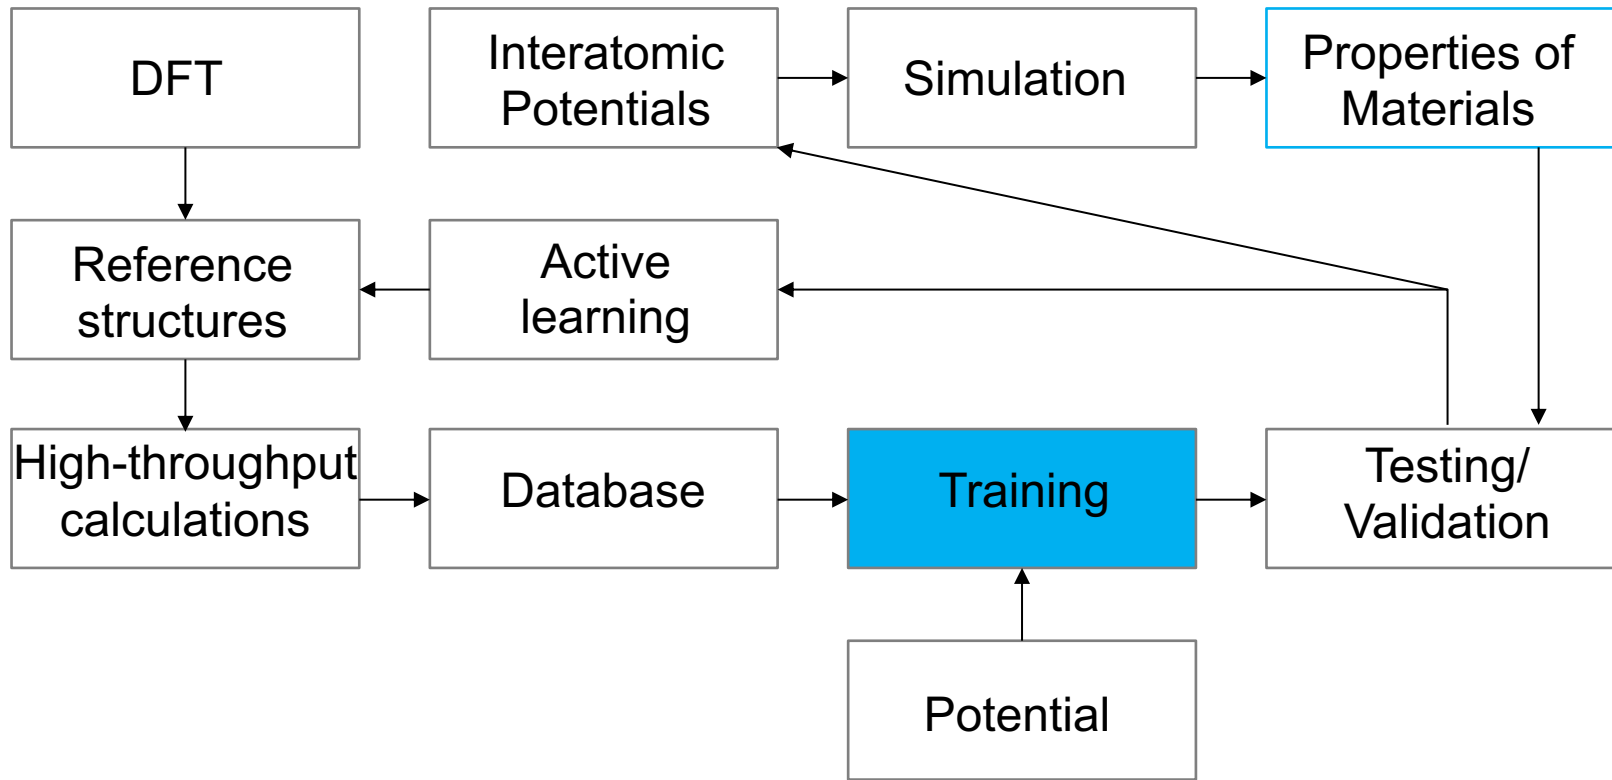 DFT
Interatomic
Potentials
Simulation
Properties of
Materials
Reference
structures
Active
learning
High-throughput
calculations
Database
Training
Testing/
Validation
Potential